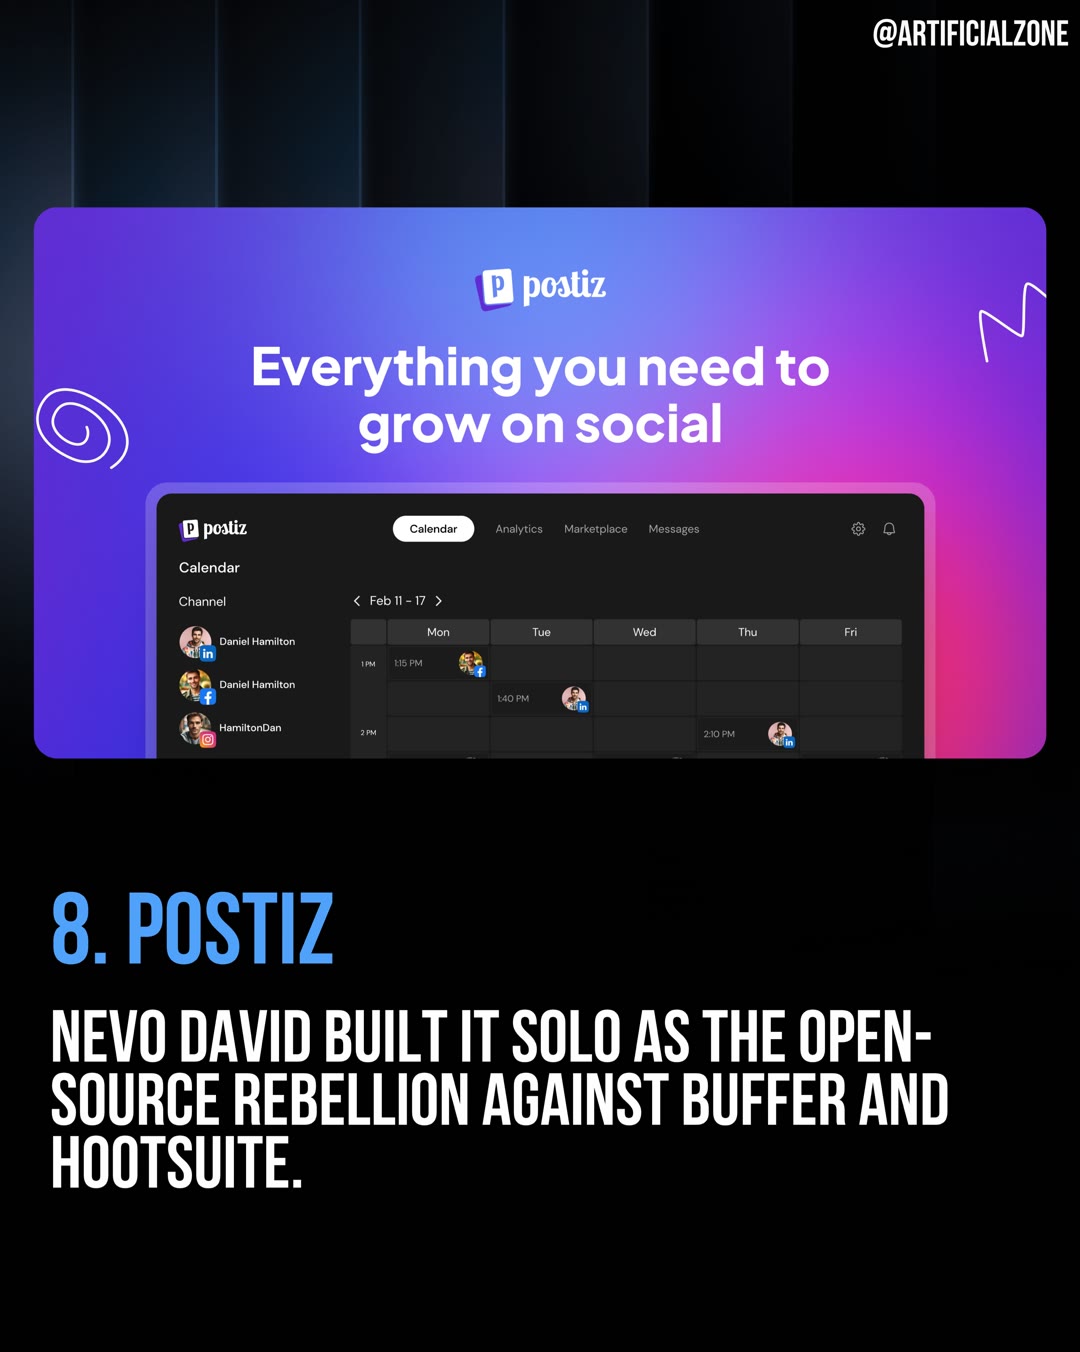 @ARTIFICIALZONE
postiz
Everything you need to
grow on social
postiz
Calendar
Analytics
Marketplace
Messages
Calendar
Channel
Feb 11 - 17
Daniel Hamilton
Daniel Hamilton
HamiltonDan
Mon
Tue
Wed
Thu
Fri
1 PM
1:15 PM
1:40 PM
2 PM
2:10 PM
8. POSTIZ
NEVO DAVID BUILT IT SOLO AS THE OPEN-
SOURCE REBELLION AGAINST BUFFER AND
HOOTSUITE.